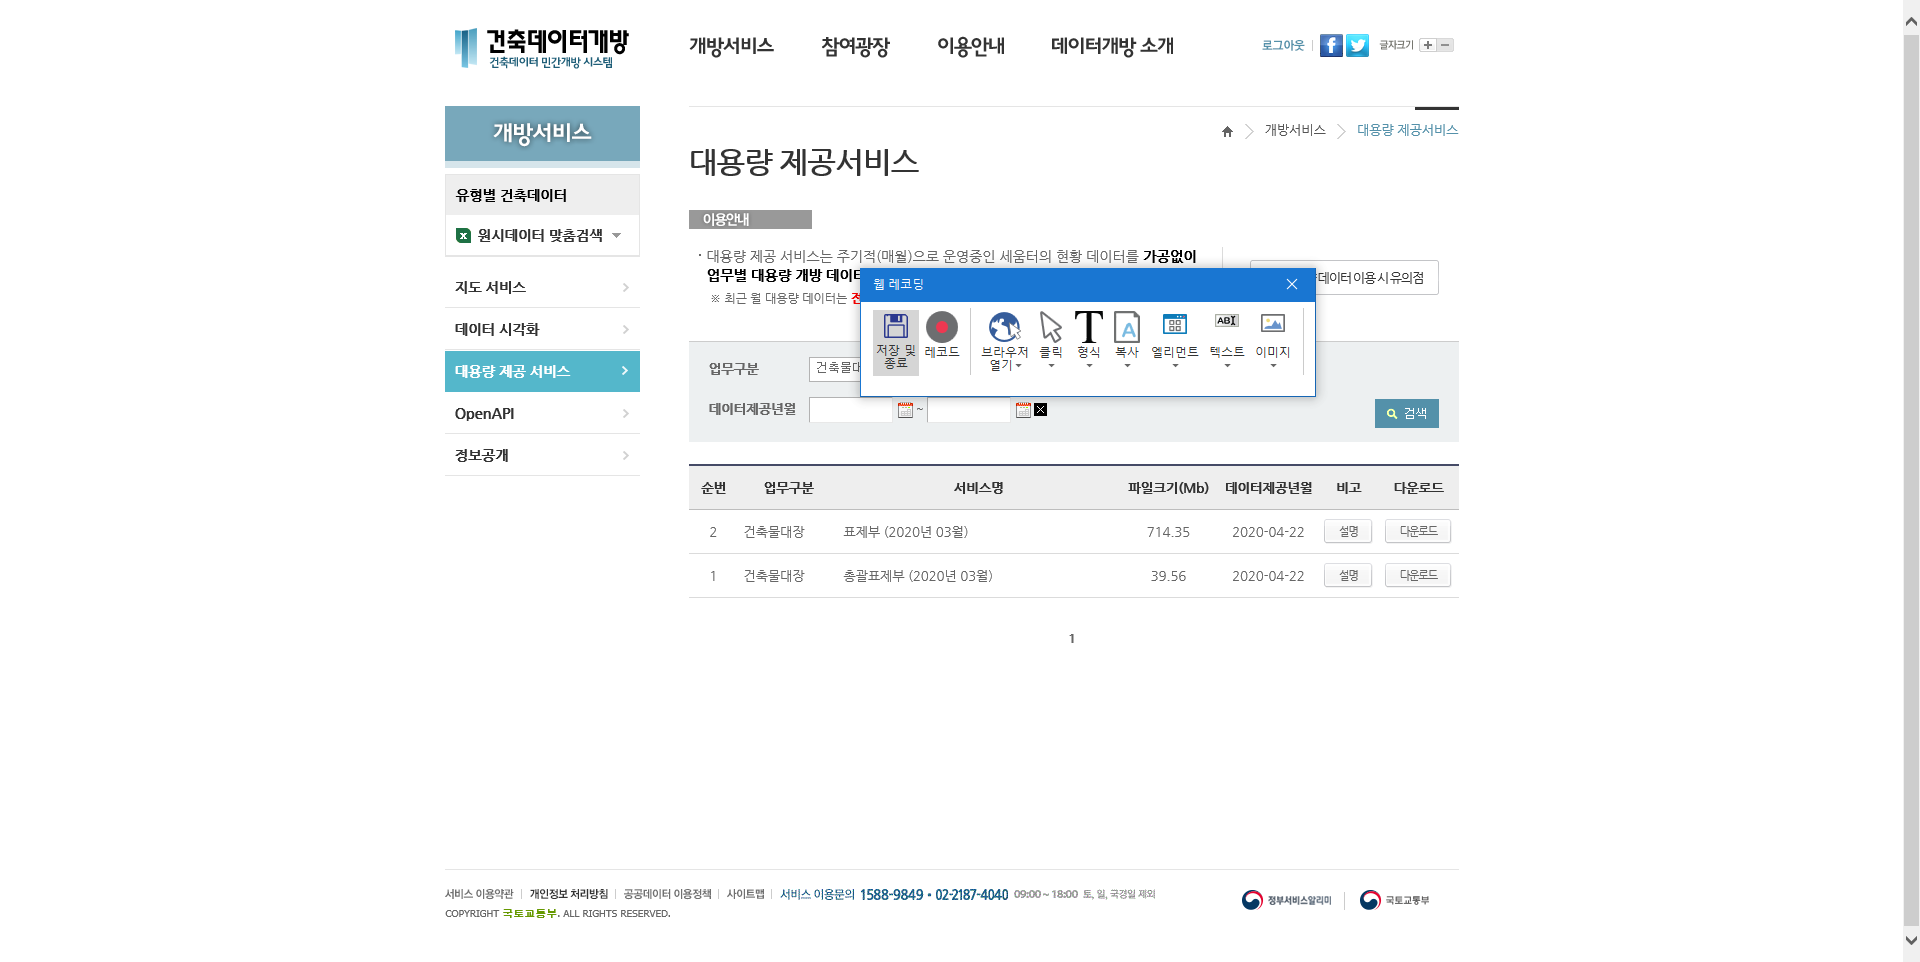 건축데이터개방
건축데이터 민간개방 시스템
개방서비스 참여광장 이용안내 데이터개방 소개
로그아웃 글자크기
개방서비스
유형별 건축데이터
원시데이터 맞춤검색
지도 서비스
데이터 시각화
대용량 제공 서비스
OpenAPI
정보공개
개방서비스 대용량 제공서비스
대용량 제공서비스
이용안내
· 대용량 제공 서비스는 주기적(매월)으로 운영중인 세움터의 현황 데이터를 가공없이
업무별 대용량 개방 데이터
※ 최근 월 대용량 데이터는
데이터 이용 시 유의점
웹 레코딩
저장 및 종료
레코드
브라우저 열기
클릭
형식
복사
엘리먼트
텍스트
이미지
업무구분 건축물대
데이터제공년월 ~
검색
순번 업무구분 서비스명 파일크기(Mb) 데이터제공년월 비고 다운로드
2 건축물대장 표제부 (2020년 03월) 714.35 2020-04-22 설명 다운로드
1 건축물대장 총괄표제부 (2020년 03월) 39.56 2020-04-22 설명 다운로드
1
서비스 이용약관 개인정보 처리방침 공공데이터 이용정책 사이트맵 서비스 이용문의 1588-9849 • 02-2187-4040 09:00 ~ 18:00 토, 일, 국경일 제외
COPYRIGHT 국토교통부. ALL RIGHTS RESERVED.
정부서비스알리미 국토교통부